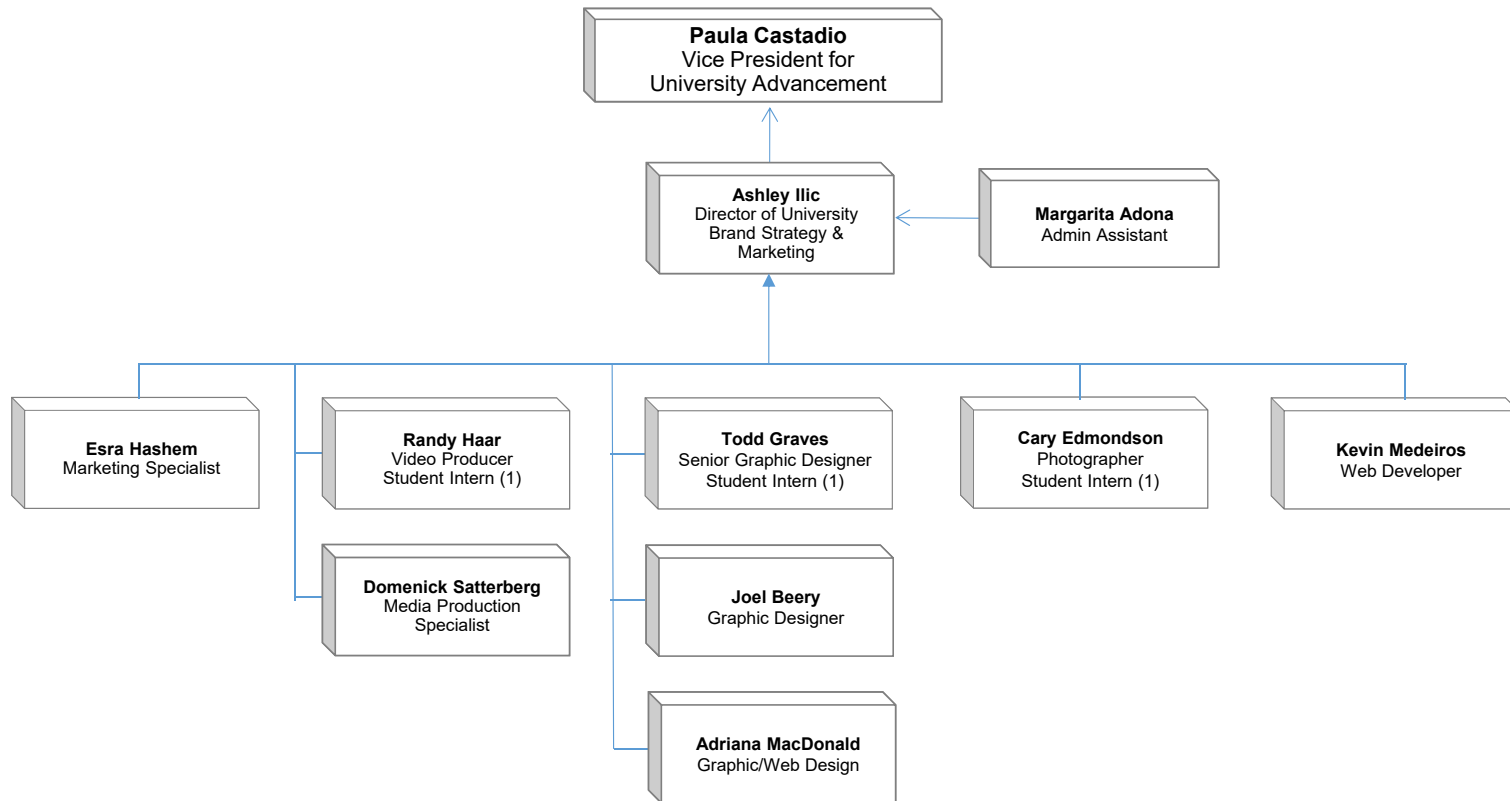 Paula Castadio
Vice President for
University Advancement
Ashley Ilic
Director of University
Brand Strategy &
Marketing
Margarita Adona
Admin Assistant
Esra Hashem
Marketing Specialist
Randy Haar
Video Producer
Student Intern (1)
Todd Graves
Senior Graphic Designer
Student Intern (1)
Cary Edmondson
Photographer
Student Intern (1)
Kevin Medeiros
Web Developer
Domenick Satterberg
Media Production
Specialist
Joel Beery
Graphic Designer
Adriana MacDonald
Graphic/Web Design